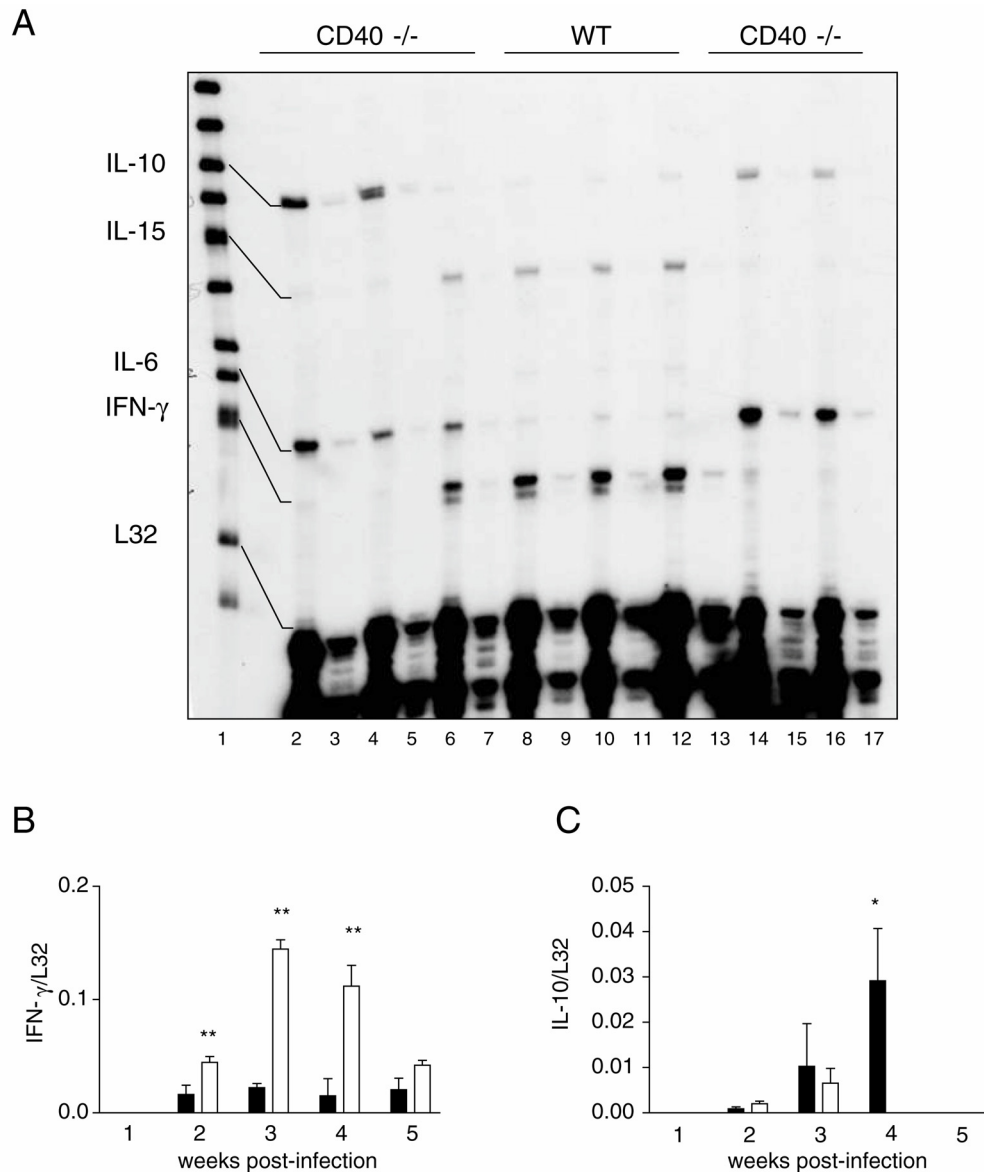 A
CD40 -/- WT CD40 -/-
IL-10
IL-15
IL-6
IFN-γ
L32
1 2 3 4 5 6 7 8 9 10 11 12 13 14 15 16 17
B
0.2
0.1
0.0
IFN-γ/L32
**
**
**
1 2 3 4 5
weeks post-infection
C
0.05
0.04
0.03
0.02
0.01
0.00
IL-10/L32
*
1 2 3 4 5
weeks post-infection